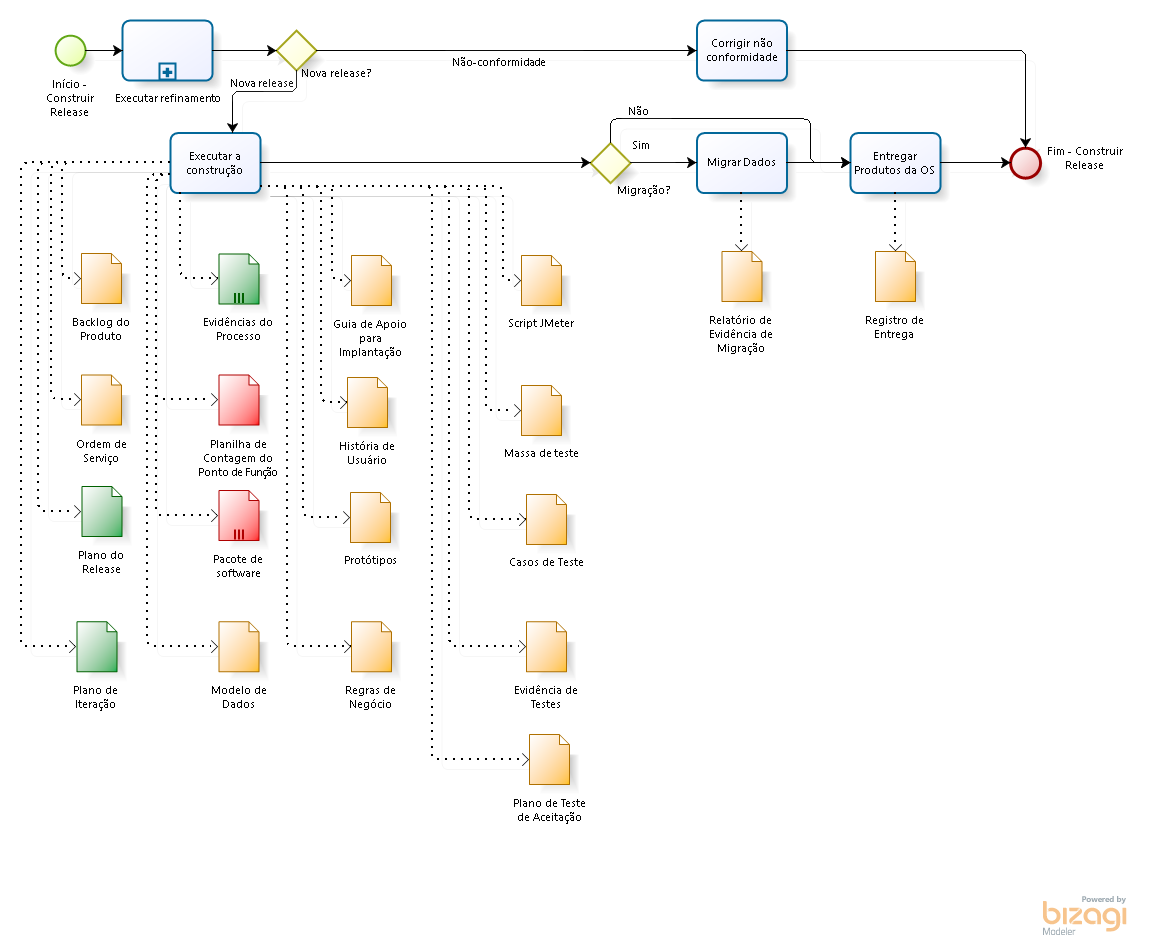 Início -
Construir
Release
Executar refinamento
Nova release?
Nova release
Não-conformidade
Corrigir não
conformidade
Executar a
construção
Não
Sim
Migração?
Migrar Dados
Entregar
Produtos da OS
Fim - Construir
Release
Backlog do
Produto
Evidências do
Processo
Guia de Apoio
para
Implantação
Script JMeter
Relatório de
Evidência de
Migração
Registro de
Entrega
Ordem de
Serviço
Planilha de
Contagem do
Ponto de Função
História de
Usuário
Massa de teste
Plano do
Release
Pacote de
software
Protótipos
Casos de Teste
Plano de
Iteração
Modelo de
Dados
Regras de
Negócio
Evidência de
Testes
Plano de Teste
de Aceitação
Powered by
bizagi
Modeler